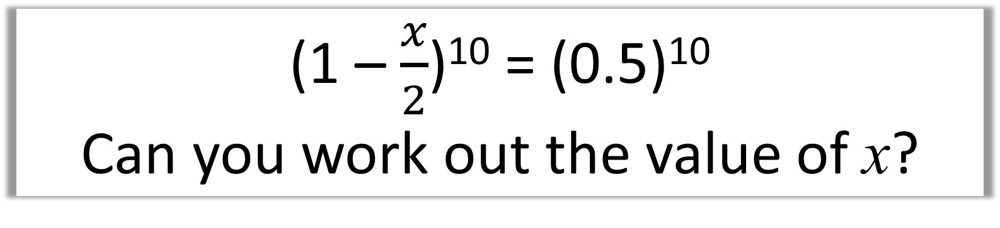 (1 – x/2)¹⁰ = (0.5)¹⁰
Can you work out the value of x?